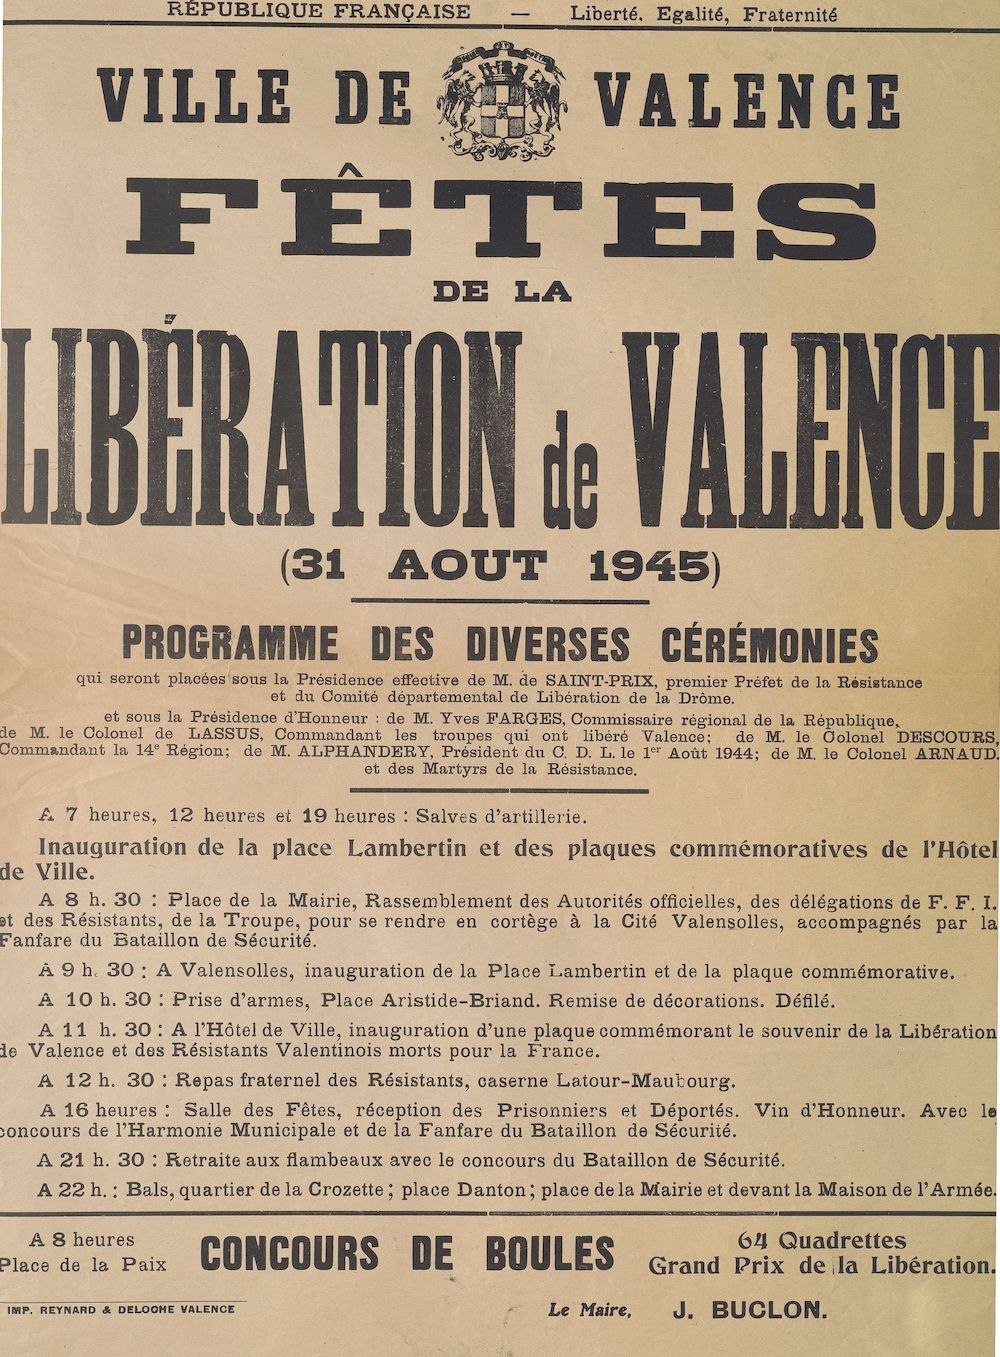 RÉPUBLIQUE FRANÇAISE — Liberté. Egalité, Fraternité
VILLE DE VALENCE
FÊTES
DE LA
LIBÉRATION de VALENCE
(31 AOUT 1945)
PROGRAMME DES DIVERSES CÉRÉMONIES
qui seront placées sous la Présidence effective de M. de SAINT-PRIX, premier Préfet de la Résistance
et du Comité départemental de Libération de la Drôme.
et sous la Présidence d'Honneur : de M. Yves FARGES, Commissaire régional de la République,
de M. le Colonel de LASSUS, Commandant les troupes qui ont libéré Valence; de M. le Colonel DESCOURS,
Commandant la 14e Région; de M. ALPHANDERY, Président du C. D. L. le 1er Août 1944; de M. le Colonel ARNAUD.
et des Martyrs de la Résistance.
A 7 heures, 12 heures et 19 heures : Salves d'artillerie.
Inauguration de la place Lambertin et des plaques commémoratives de l'Hôtel
de Ville.
A 8 h. 30 : Place de la Mairie, Rassemblement des Autorités officielles, des délégations de F. F. I.
et des Résistants, de la Troupe, pour se rendre en cortège à la Cité Valensolles, accompagnés par la
Fanfare du Bataillon de Sécurité.
A 9 h. 30 : A Valensolles, inauguration de la Place Lambertin et de la plaque commémorative.
A 10 h. 30 : Prise d'armes, Place Aristide-Briand. Remise de décorations. Défilé.
A 11 h. 30 : A l'Hôtel de Ville, inauguration d'une plaque commémorant le souvenir de la Libération
de Valence et des Résistants Valentinois morts pour la France.
A 12 h. 30 : Repas fraternel des Résistants, caserne Latour-Maubourg.
A 16 heures : Salle des Fêtes, réception des Prisonniers et Déportés. Vin d'Honneur. Avec le
concours de l'Harmonie Municipale et de la Fanfare du Bataillon de Sécurité.
A 21 h. 30 : Retraite aux flambeaux avec le concours du Bataillon de Sécurité.
A 22 h. : Bals, quartier de la Crozette ; place Danton ; place de la Mairie et devant la Maison de l'Armée.
A 8 heures
Place de la Paix
CONCOURS DE BOULES
64 Quadrettes
Grand Prix de la Libération.
IMP. REYNARD & DELOCHE VALENCE
Le Maire, J. BUCLON.